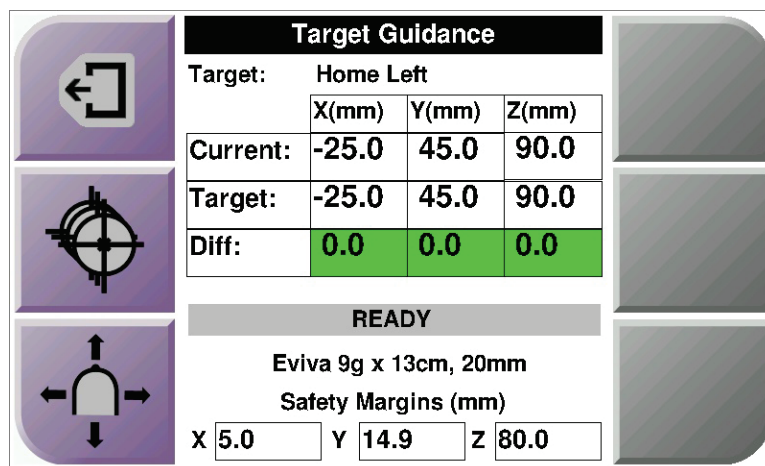 Target Guidance
Target: Home Left
X(mm) Y(mm) Z(mm)
Current: -25.0 45.0 90.0
Target: -25.0 45.0 90.0
Diff: 0.0 0.0 0.0
READY
Eviva 9g x 13cm, 20mm
Safety Margins (mm)
X 5.0 Y 14.9 Z 80.0